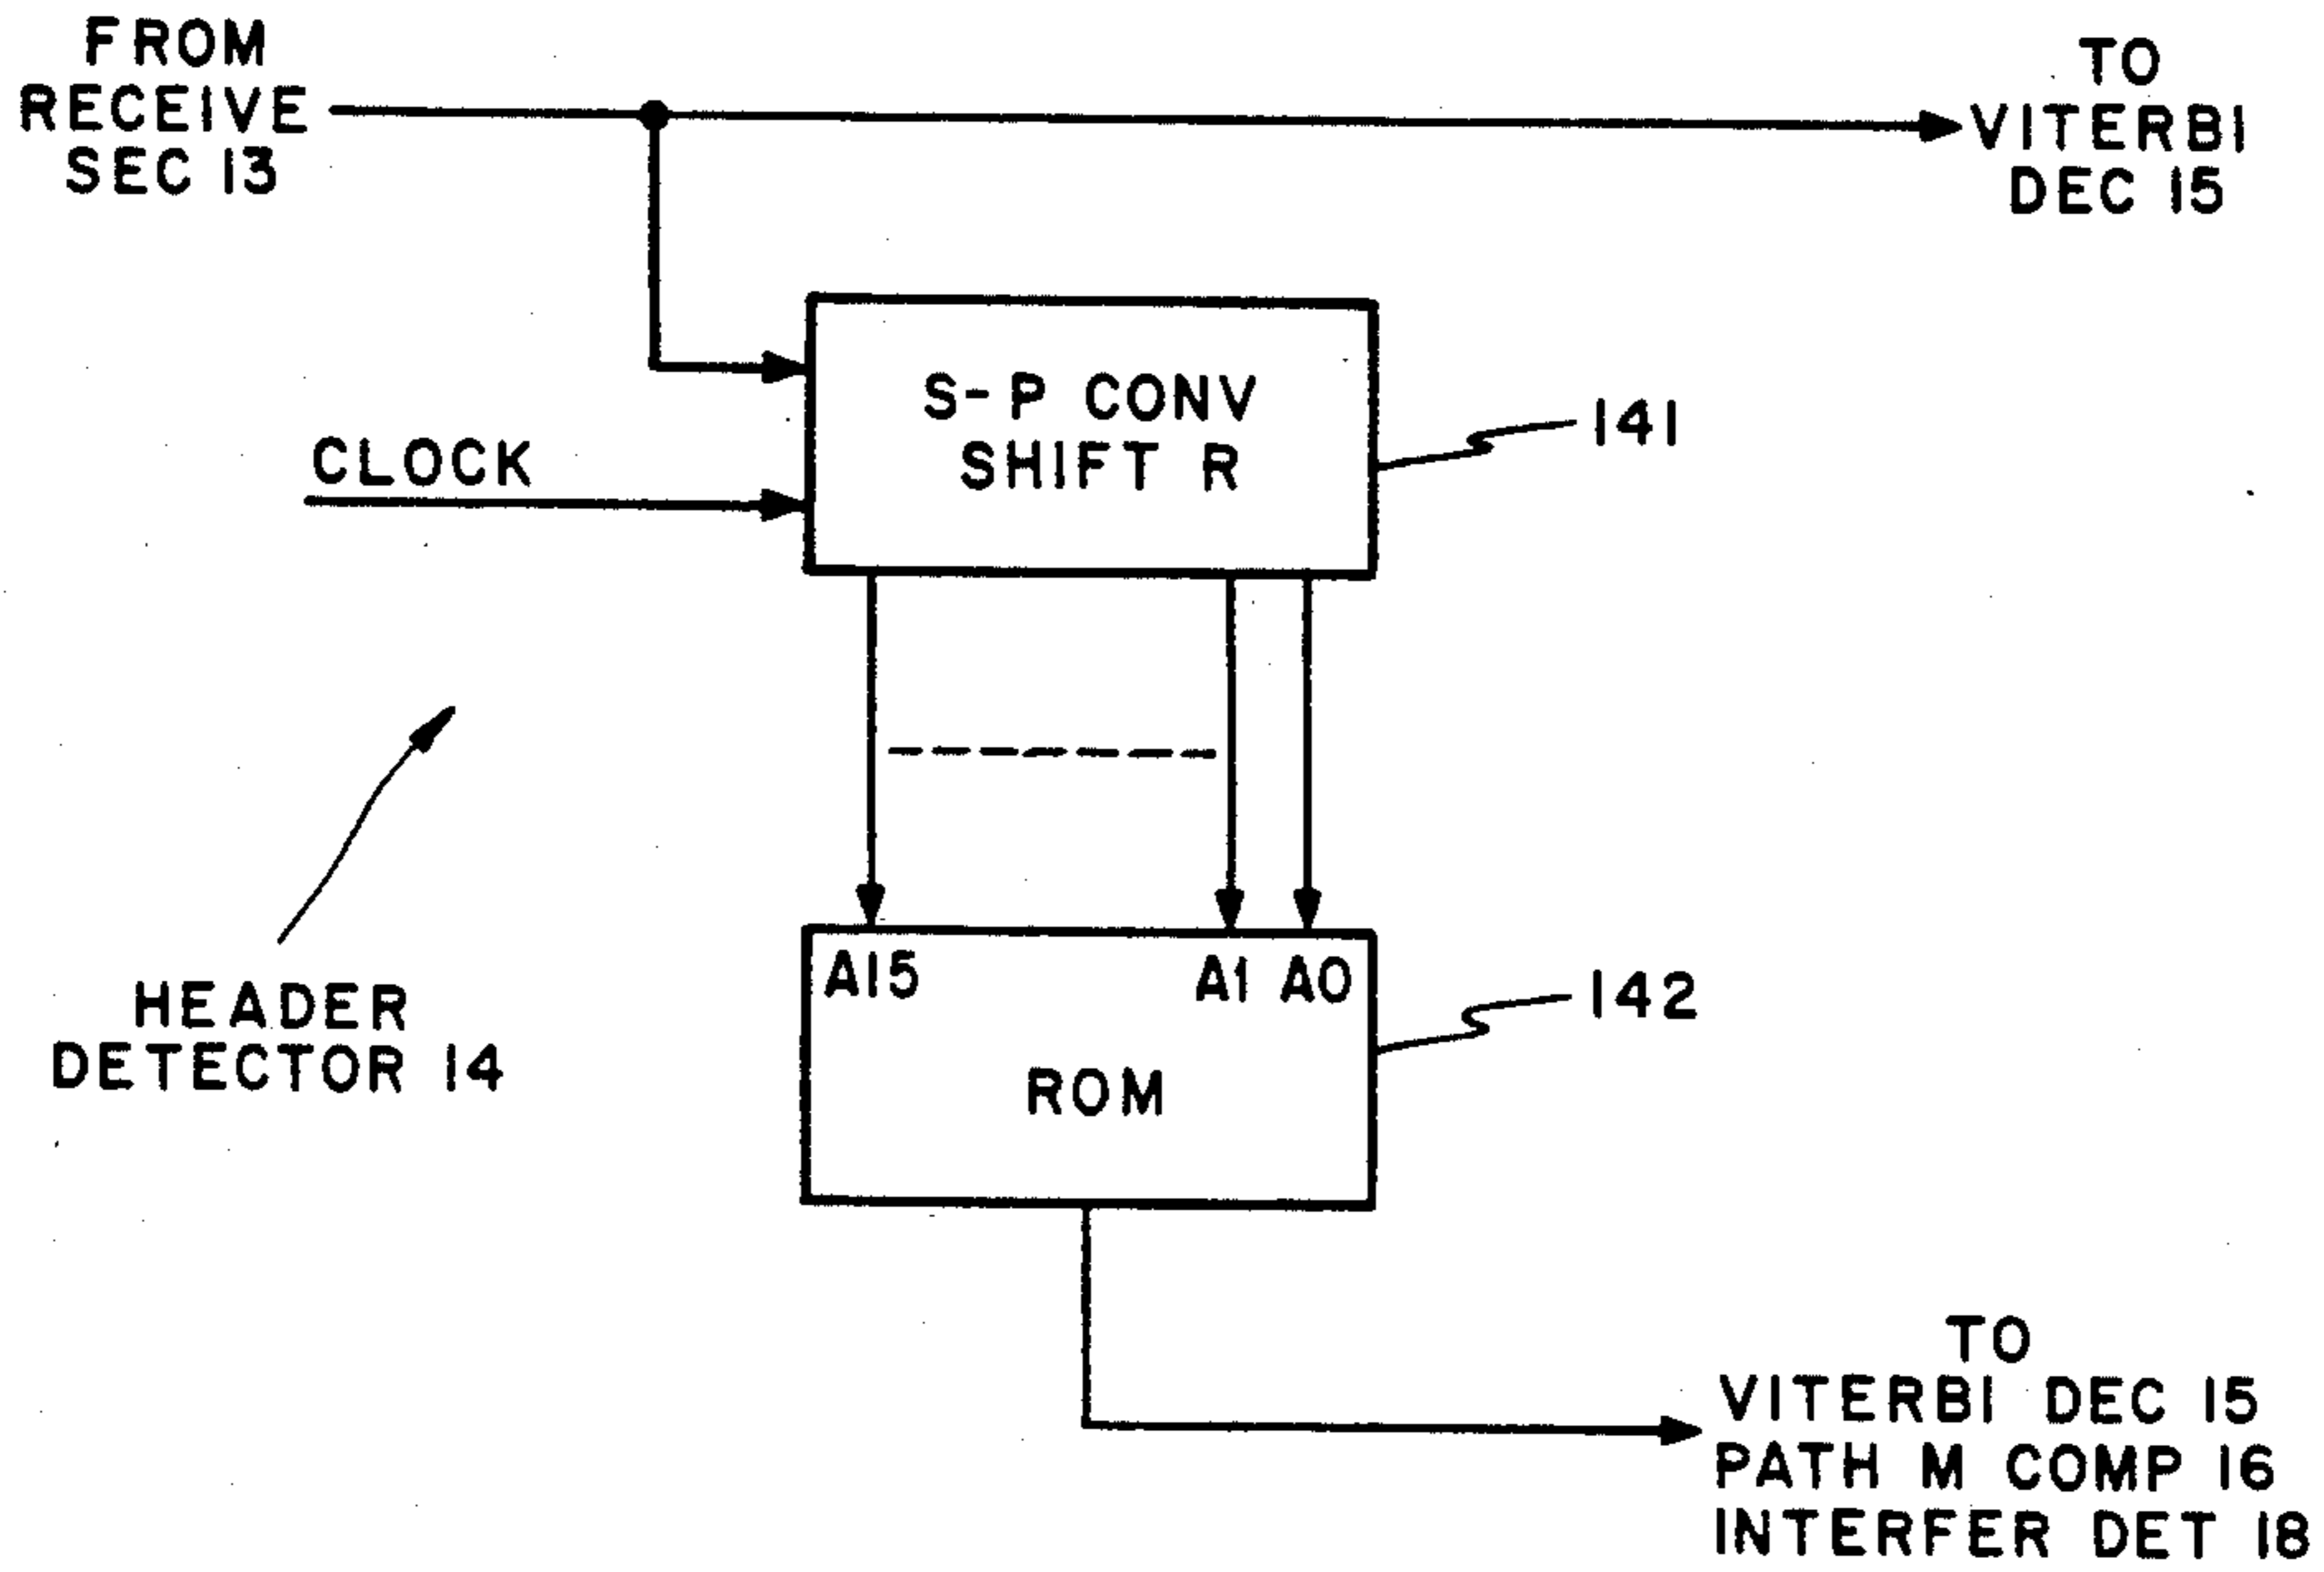 FROM
RECEIVE
SEC 13
TO
VITERBI
DEC 15
S-P CONV
SHIFT R
141
CLOCK
A15 A1 A0
ROM
142
HEADER
DETECTOR 14
TO
VITERBI DEC 15
PATH M COMP 16
INTERFER DET 18